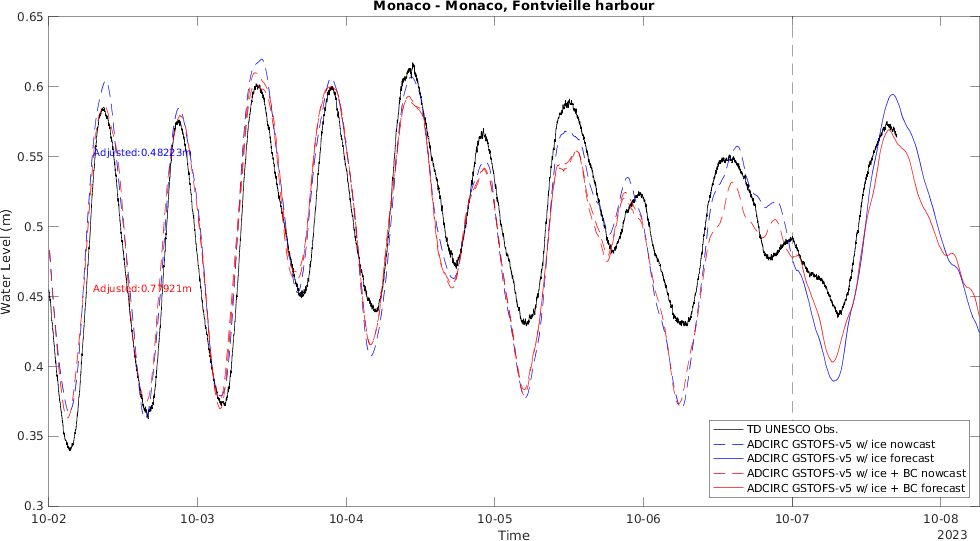 Monaco - Monaco, Fontvieille harbour
0.65
0.6
0.55
0.5
0.45
0.4
0.35
0.3
Water Level (m)
Adjusted:0.48223m
Adjusted:0.77921m
TD UNESCO Obs.
ADCIRC GSTOFS-v5 w/ ice nowcast
ADCIRC GSTOFS-v5 w/ ice forecast
ADCIRC GSTOFS-v5 w/ ice + BC nowcast
ADCIRC GSTOFS-v5 w/ ice + BC forecast
10-02 10-03 10-04 10-05 10-06 10-07 10-08
Time
2023